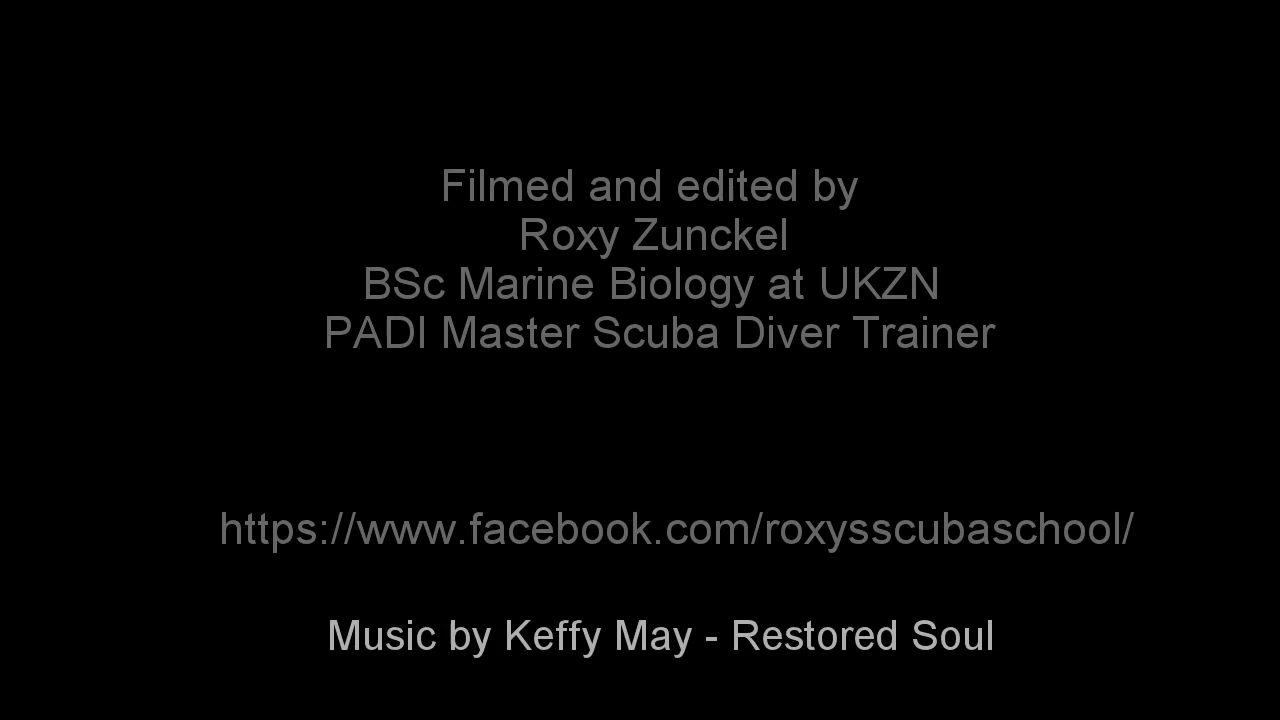 Filmed and edited by
Roxy Zunckel
BSc Marine Biology at UKZN
PADI Master Scuba Diver Trainer
https://www.facebook.com/roxysscubaschool/
Music by Keffy May - Restored Soul